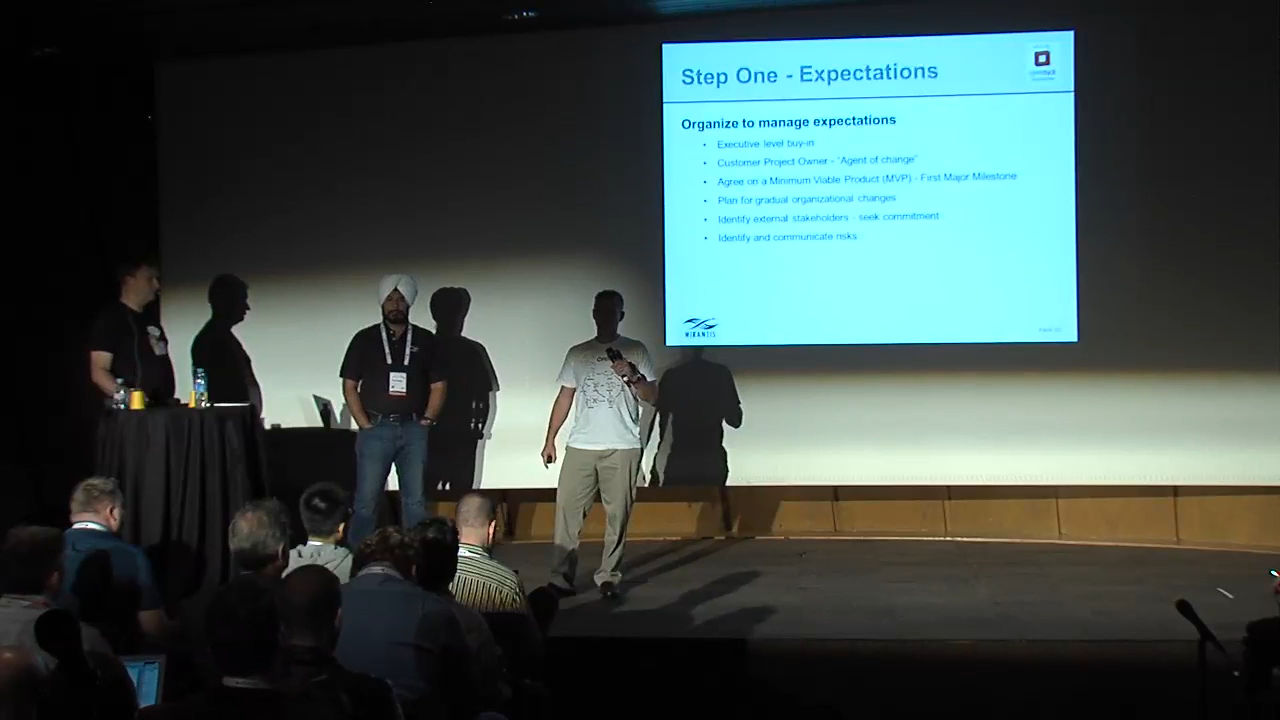 Step One - Expectations
Organize to manage expectations
• Executive level buy-in
• Customer Project Owner - "Agent of change"
• Agree on a Minimum Viable Product (MVP) - First Major Milestone
• Plan for gradual organizational changes
• Identify external stakeholders - seek commitment
• Identify and communicate risks
MIRANTIS